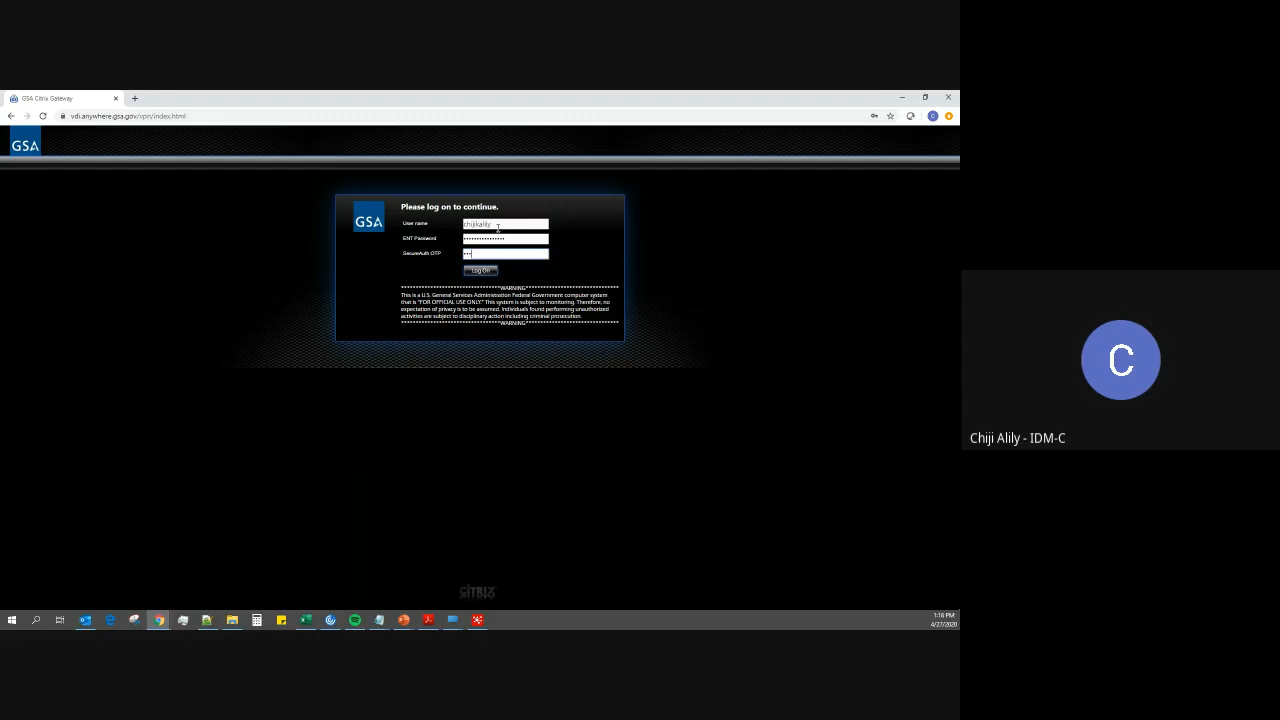 GSA Citrix Gateway
vdi.anywhere.gsa.gov/vpn/index.html
C
GSA
GSA
Please log on to continue.
User name
chijikalily
ENT Password
SecureAuth OTP
Log On
WARNING
This is a U.S. General Services Administration Federal Government computer system
that is "FOR OFFICIAL USE ONLY." This system is subject to monitoring. Therefore, no
expectation of privacy is to be assumed. Individuals found performing unauthorized
activities are subject to disciplinary action including criminal prosecution.
WARNING
C
Chiji Alily - IDM-C
CITRIX
1:16 PM
4/27/2020